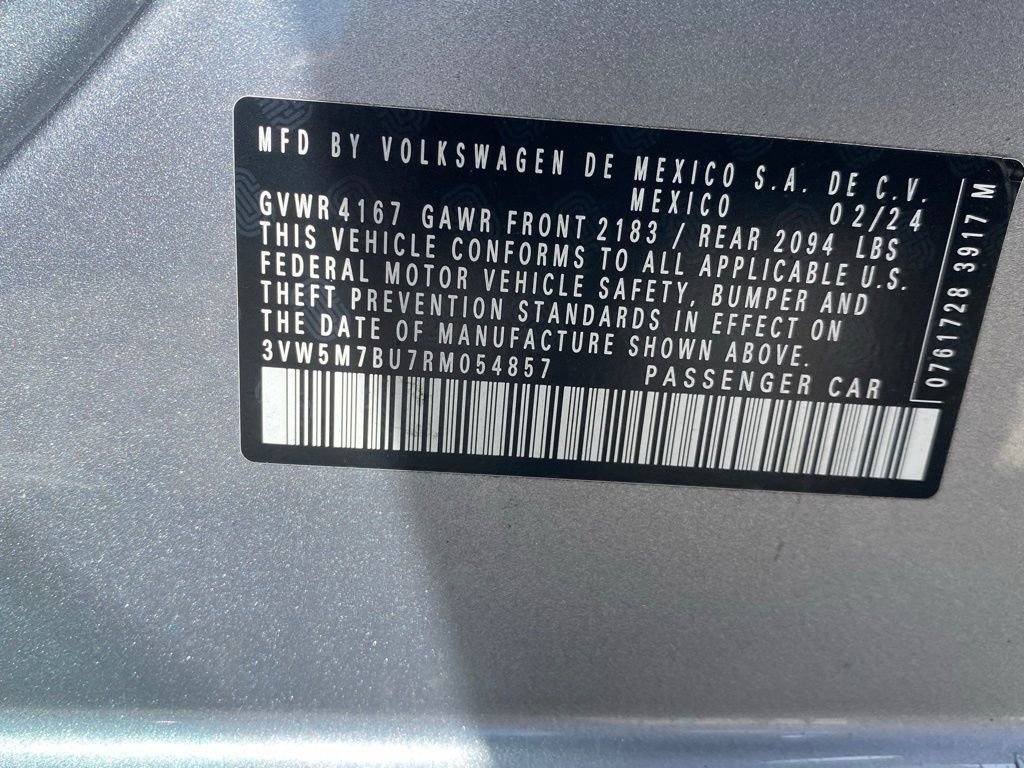 MFD BY VOLKSWAGEN DE MEXICO S.A. DE C.V.
MEXICO 02/24
GVWR 4167 GAWR FRONT 2183 / REAR 2094 LBS
THIS VEHICLE CONFORMS TO ALL APPLICABLE U.S.
FEDERAL MOTOR VEHICLE SAFETY, BUMPER AND
THEFT PREVENTION STANDARDS IN EFFECT ON
THE DATE OF MANUFACTURE SHOWN ABOVE.
3VW5M7BU7RM054857 PASSENGER CAR
0761728 3917 M